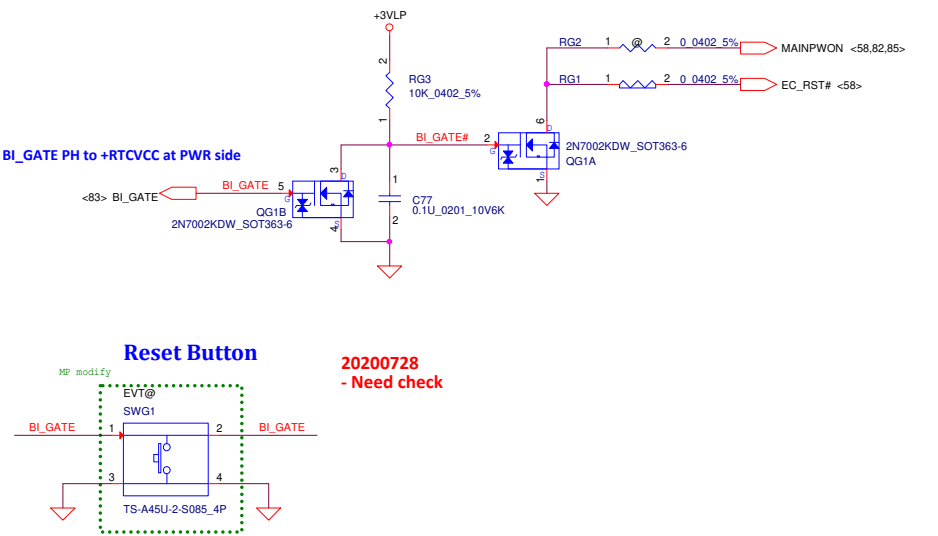 +3VLP
RG2 1 @ 2 0_0402_5% MAINPWON <58,82,85>
2
RG3
10K_0402_5%
1
RG1 1 2 0_0402_5% EC_RST# <58>
6
D
BI_GATE# 2
G
2N7002KDW_SOT363-6
QG1A
S
1
BI_GATE PH to +RTCVCC at PWR side
3
D
<83> BI_GATE BI_GATE 5
G
QG1B
2N7002KDW_SOT363-6
S
4
1
C77
0.1U_0201_10V6K
2
Reset Button
20200728
- Need check
MP modify
EVT@
SWG1
BI_GATE 1 2 BI_GATE
3 4
TS-A45U-2-S085_4P